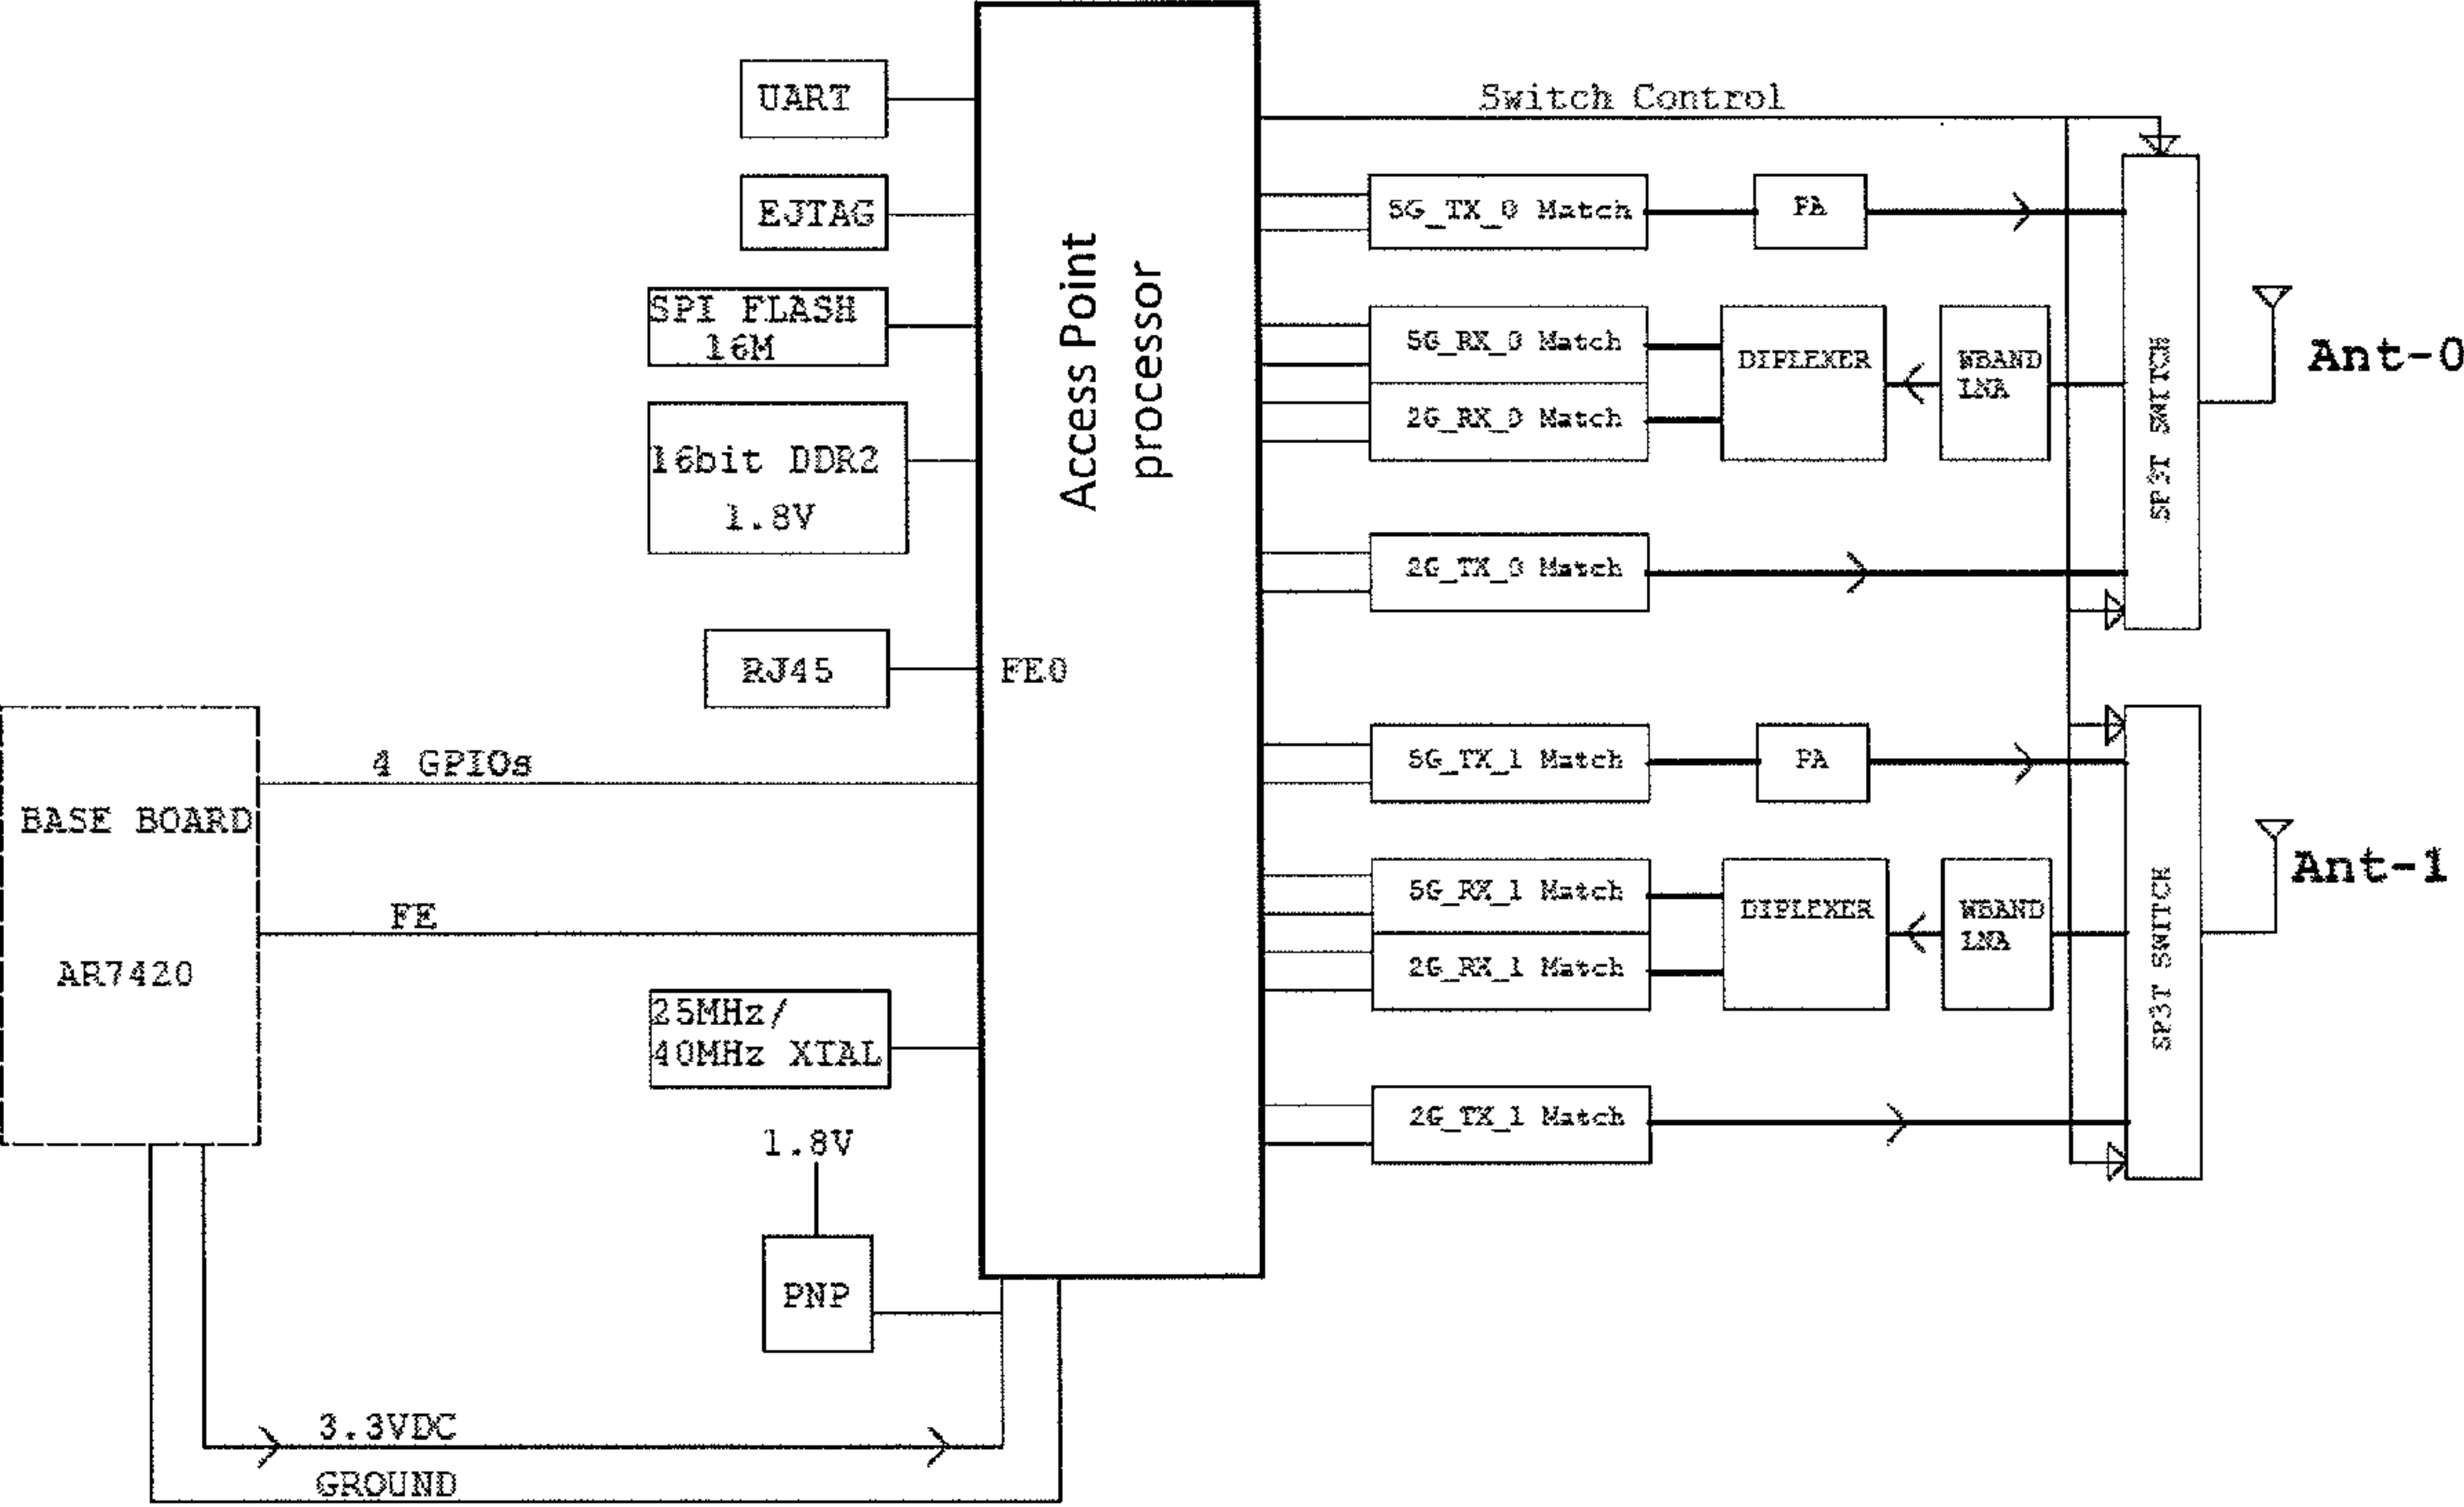 UART
EJTAG
SPI FLASH
16M
16bit DDR2
1.8V
RJ45
FE0
4 GPIOs
BASE BOARD
AR7420
FE
25MHz/
40MHz XTAL
1.8V
PNP
3.3VDC
GROUND
Access Point
processor
Switch Control
5G_TX_0 Match
PA
5G_RX_0 Match
2G_RX_0 Match
DIPLEXER
WBAND
LNA
2G_TX_0 Match
SP3T SWITCH
Ant-0
5G_TX_1 Match
PA
5G_RX_1 Match
2G_RX_1 Match
DIPLEXER
WBAND
LNA
2G_TX_1 Match
SP3T SWITCH
Ant-1